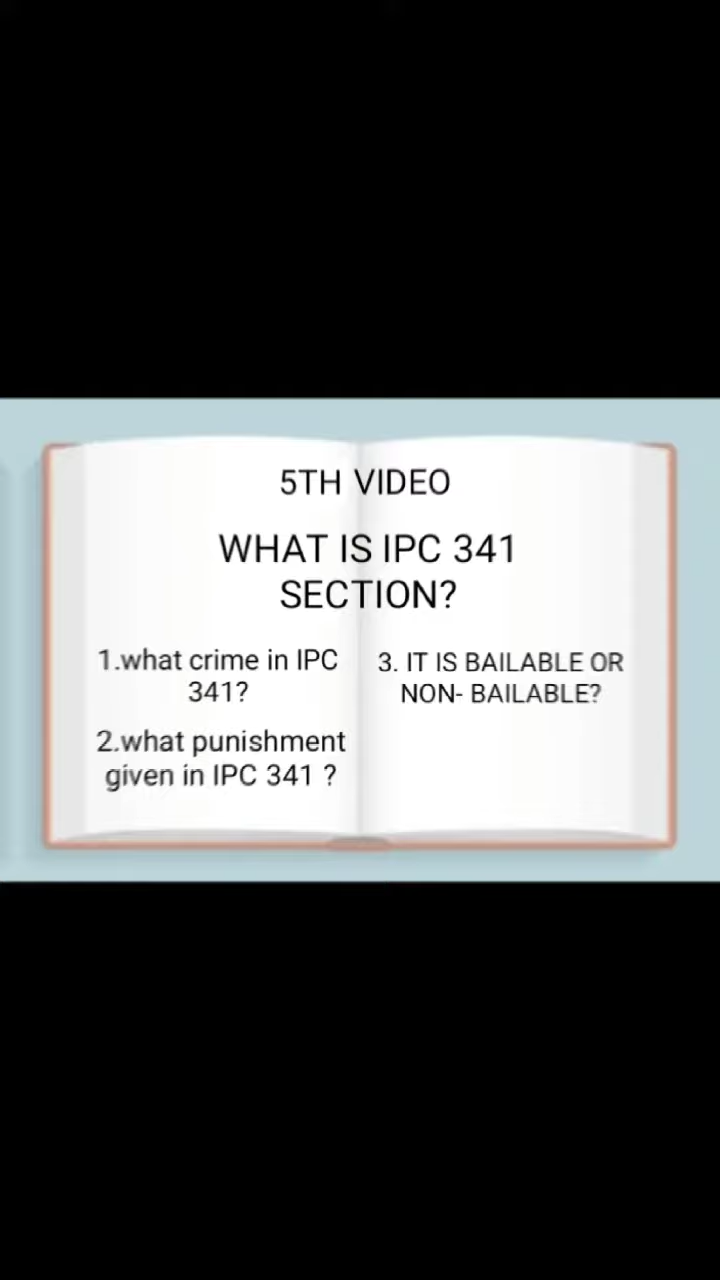 5TH VIDEO
WHAT IS IPC 341
SECTION?
1.what crime in IPC
341?
2.what punishment
given in IPC 341 ?
3. IT IS BAILABLE OR
NON- BAILABLE?